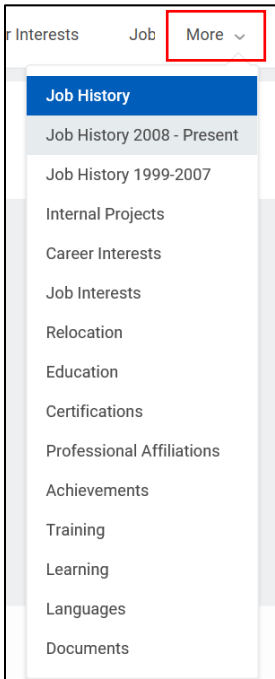 r Interests Job More
Job History
Job History 2008 - Present
Job History 1999-2007
Internal Projects
Career Interests
Job Interests
Relocation
Education
Certifications
Professional Affiliations
Achievements
Training
Learning
Languages
Documents